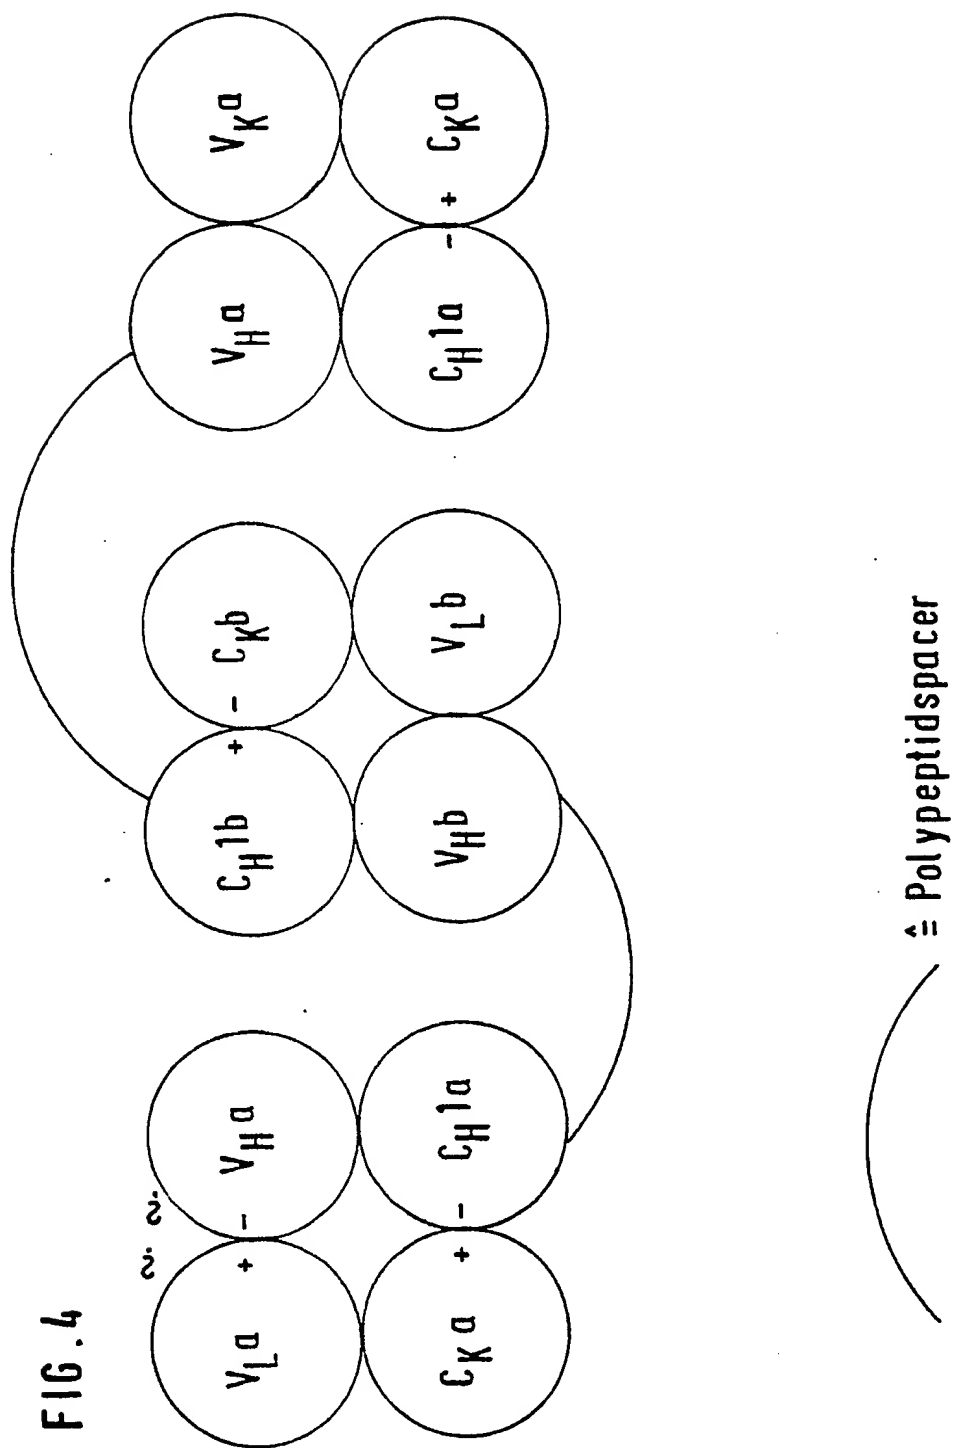 FIG.4
? ?
V_La + - V_Ha C_H1b + - C_Kb V_Ha V_Ka
C_Ka + - C_H1a V_Hb V_Lb C_H1a - + C_Ka
≙ Polypeptidspacer